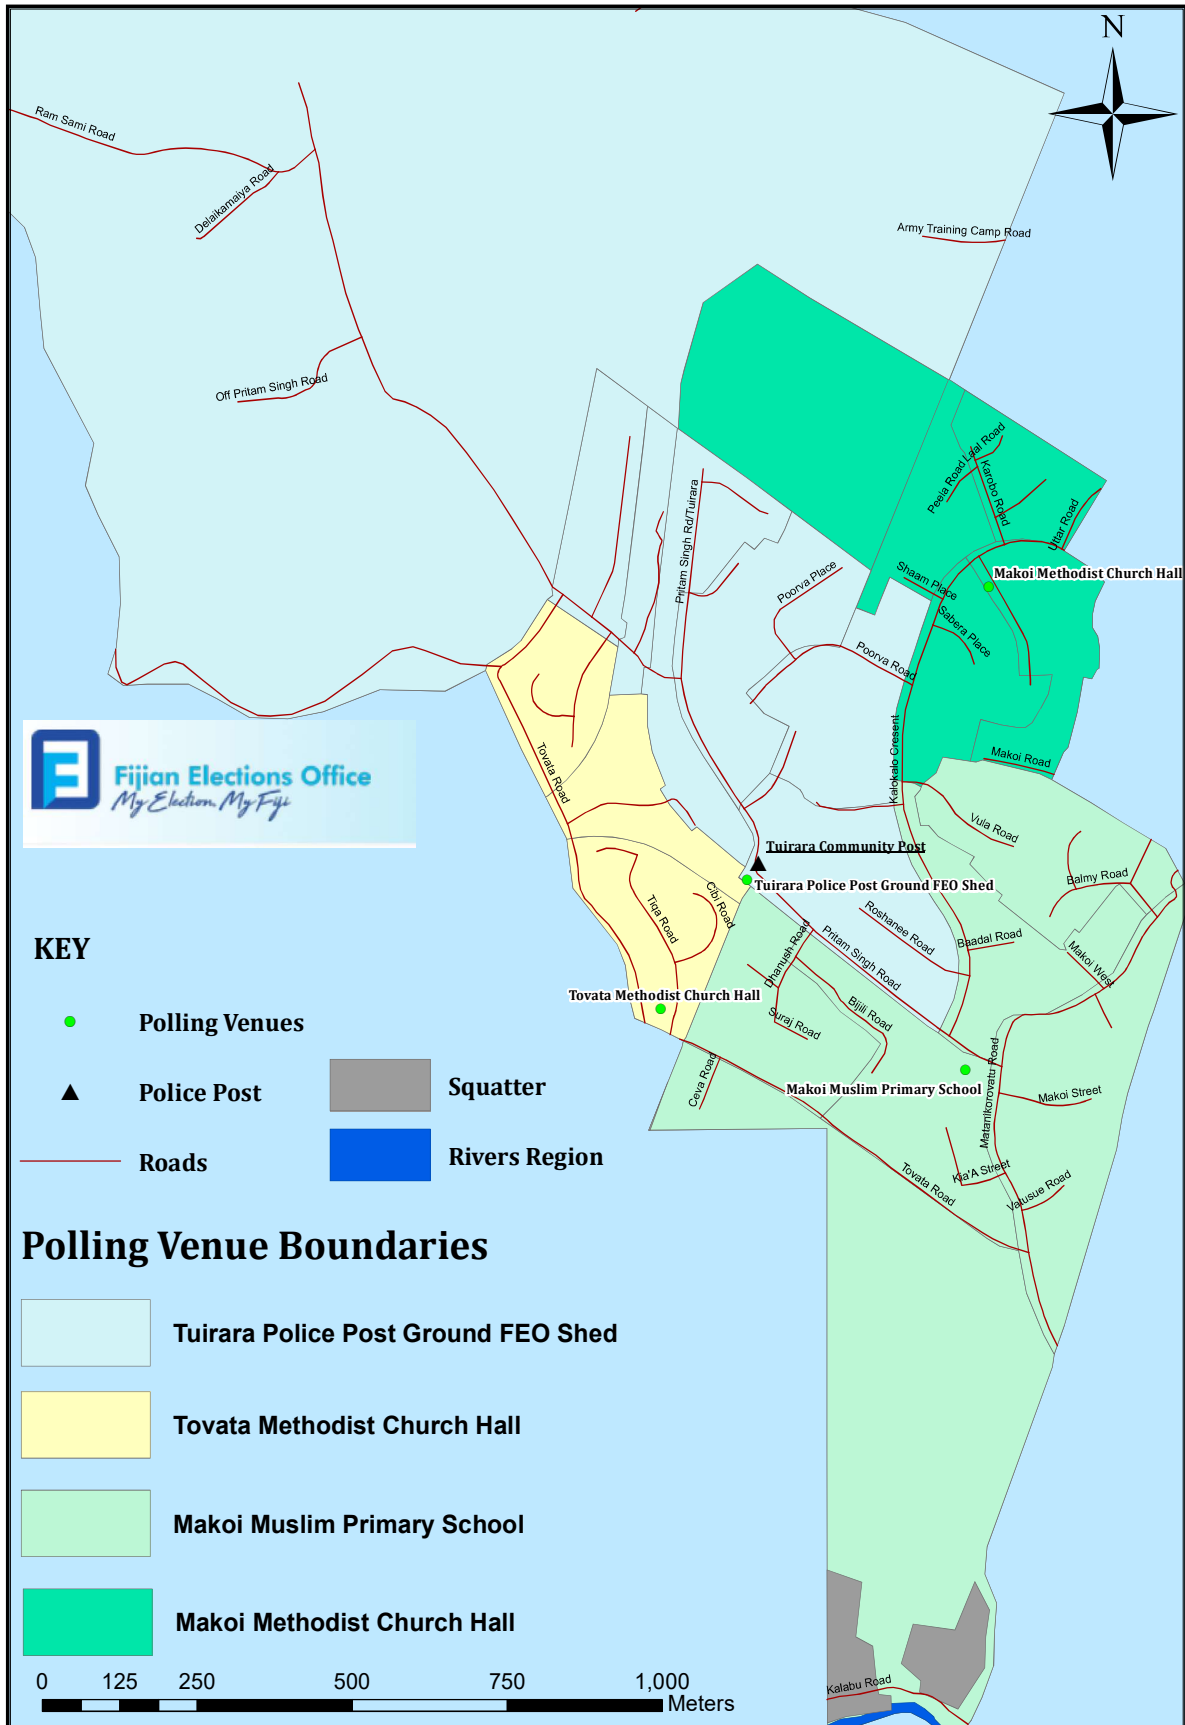 N
Ram Sami Road
Delaikamaiya Road
Army Training Camp Road
Off Pritam Singh Road
Peela Road
Laal Road
Karobo Road
Uttar Road
Pritam Singh Rd/Tuirara
Poorva Place
Shaam Place
Makoi Methodist Church Hall
Sabera Place
Poorva Road
Kalokalo Cresent
Makoi Road
Tovata Road
Vula Road
Balmy Road
Fijian Elections Office
My Election, My Fiji
Tuirara Community Post
Tuirara Police Post Ground FEO Shed
Cibi Road
Tiqa Road
Roshanee Road
Dhanush Road
Pritam Singh Road
Baadal Road
Makoi West
Tovata Methodist Church Hall
Bijili Road
Suraj Road
Ceva Road
Makoi Muslim Primary School
Matanikorovatu Road
Makoi Street
Kia'A Street
Tovata Road
Vatusue Road
KEY
Polling Venues
Police Post
Roads
Squatter
Rivers Region
Polling Venue Boundaries
Tuirara Police Post Ground FEO Shed
Tovata Methodist Church Hall
Makoi Muslim Primary School
Makoi Methodist Church Hall
0 125 250 500 750 1,000
Meters
Kalabu Road